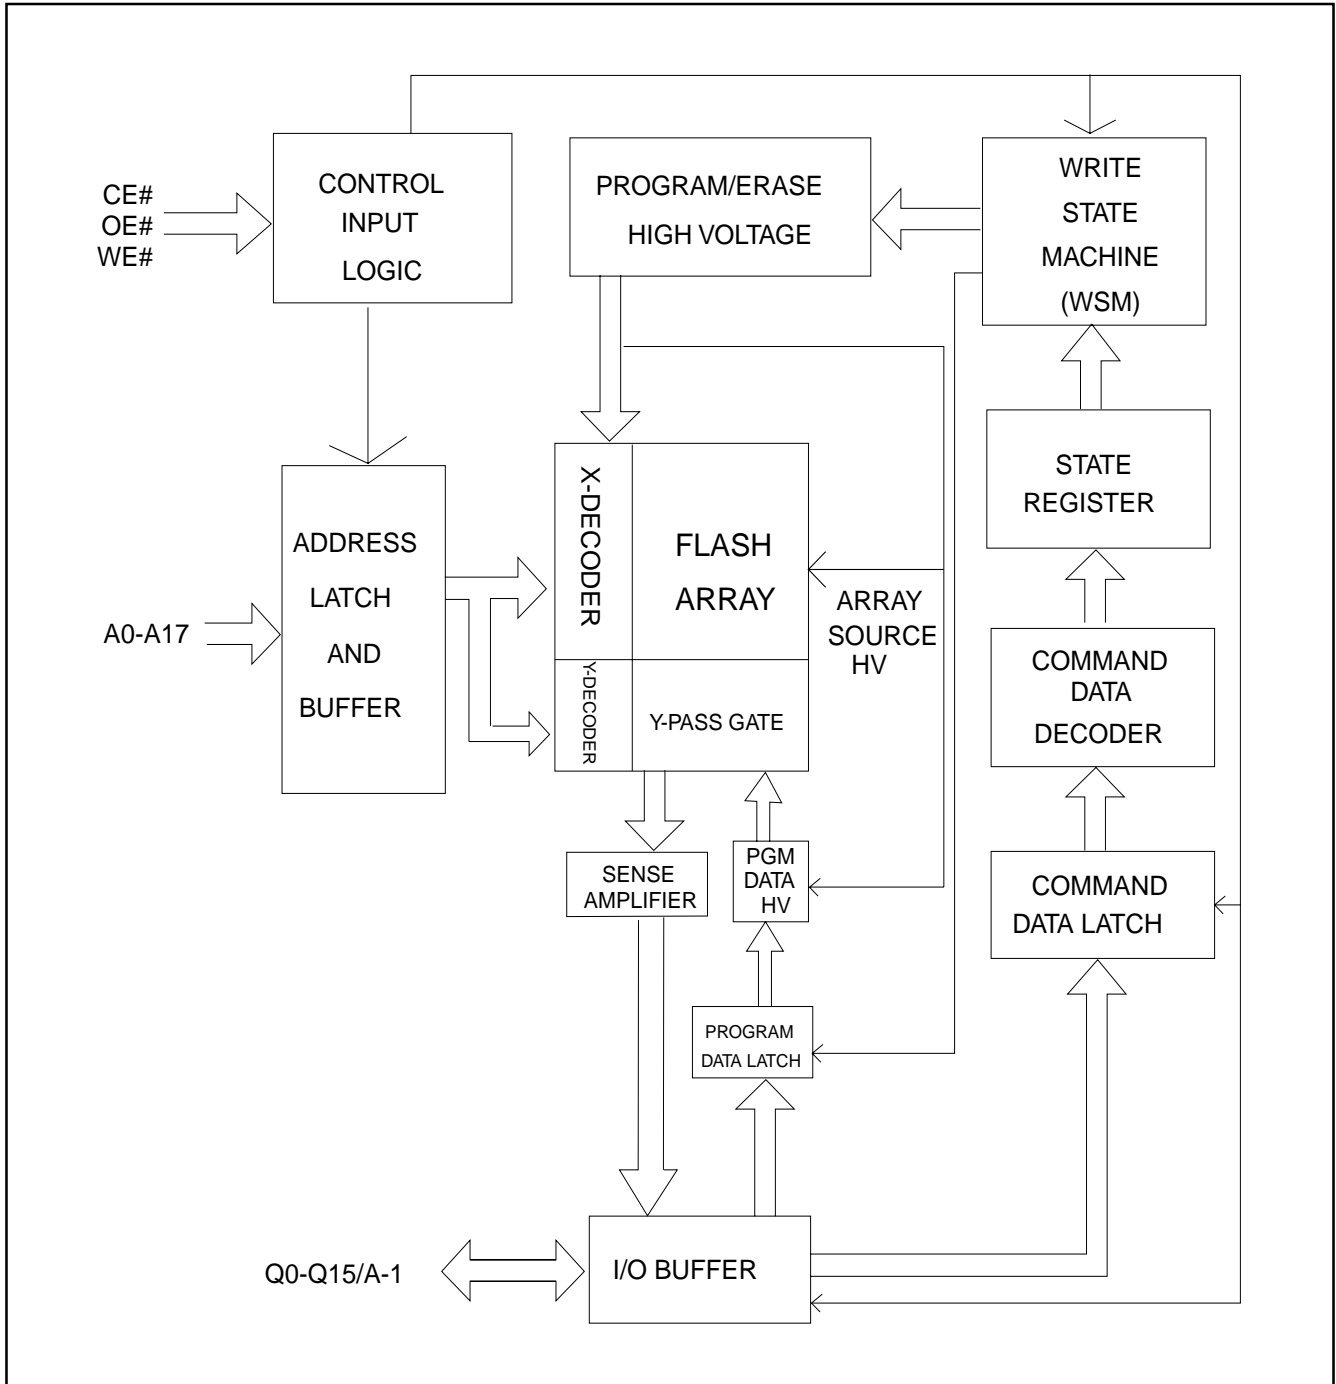 CE#
OE#
WE#
CONTROL
INPUT
LOGIC
PROGRAM/ERASE
HIGH VOLTAGE
WRITE
STATE
MACHINE
(WSM)
STATE
REGISTER
ADDRESS
LATCH
AND
BUFFER
A0-A17
X-DECODER
FLASH
ARRAY
ARRAY
SOURCE
HV
Y-DECODER
Y-PASS GATE
COMMAND
DATA
DECODER
SENSE
AMPLIFIER
PGM
DATA
HV
COMMAND
DATA LATCH
PROGRAM
DATA LATCH
Q0-Q15/A-1
I/O BUFFER